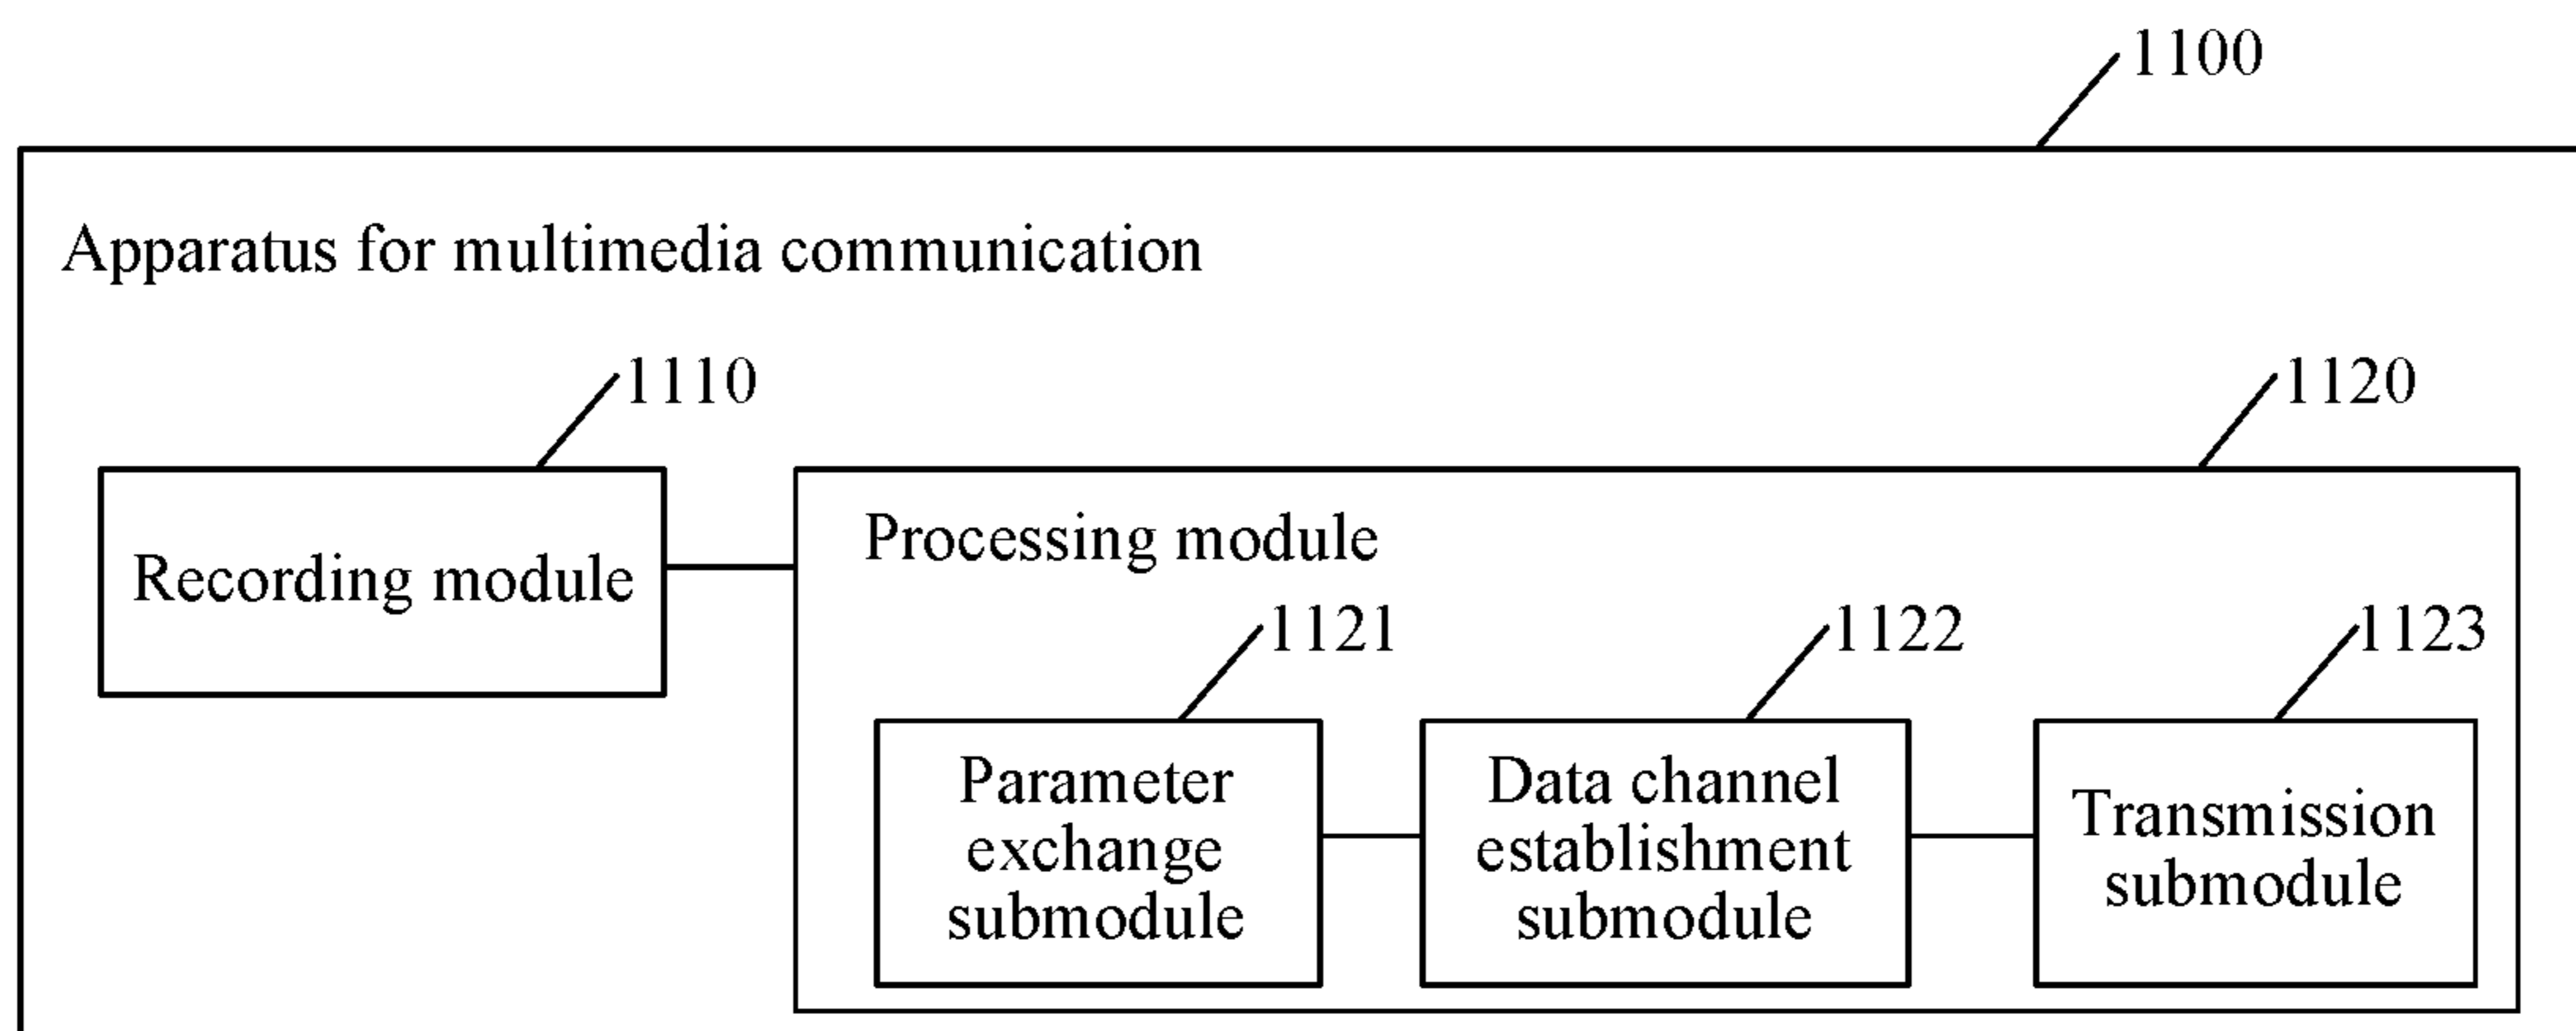 1100
Apparatus for multimedia communication
1110
1120
Recording module
Processing module
1121
1122
1123
Parameter
exchange
submodule
Data channel
establishment
submodule
Transmission
submodule